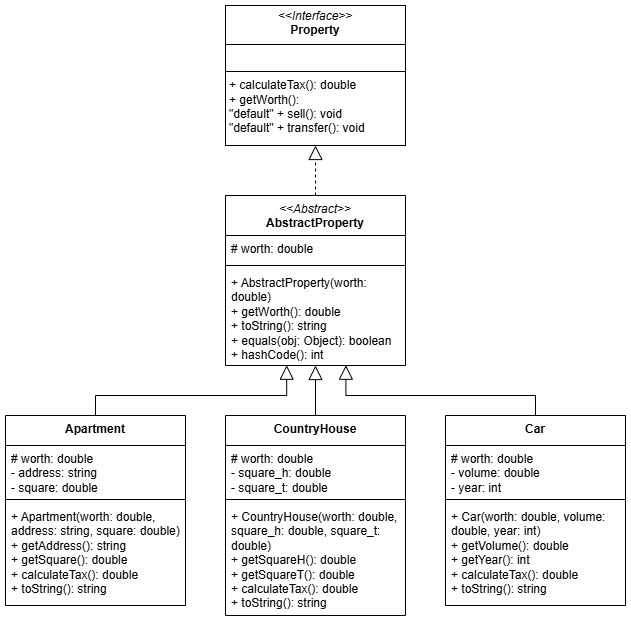 <<Interface>>
Property
+ calculateTax(): double
+ getWorth():
"default" + sell(): void
"default" + transfer(): void
<<Abstract>>
AbstractProperty
# worth: double
+ AbstractProperty(worth:
double)
+ getWorth(): double
+ toString(): string
+ equals(obj: Object): boolean
+ hashCode(): int
Apartment
# worth: double
- address: string
- square: double
+ Apartment(worth: double,
address: string, square: double)
+ getAddress(): string
+ getSquare(): double
+ calculateTax(): double
+ toString(): string
CountryHouse
# worth: double
- square_h: double
- square_t: double
+ CountryHouse(worth: double,
square_h: double, square_t:
double)
+ getSquareH(): double
+ getSquareT(): double
+ calculateTax(): double
+ toString(): string
Car
# worth: double
- volume: double
- year: int
+ Car(worth: double, volume:
double, year: int)
+ getVolume(): double
+ getYear(): int
+ calculateTax(): double
+ toString(): string